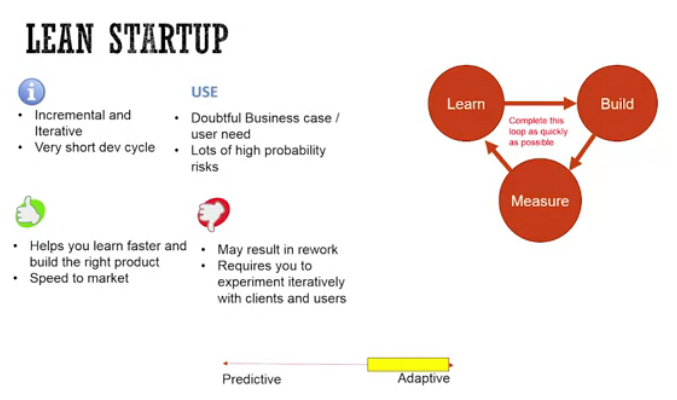 LEAN STARTUP
i
• Incremental and
Iterative
• Very short dev cycle
USE
• Doubtful Business case /
user need
• Lots of high probability
risks
• Helps you learn faster and
build the right product
• Speed to market
• May result in rework
• Requires you to
experiment iteratively
with clients and users
Learn
Build
Complete this
loop as quickly
as possible
Measure
Predictive
Adaptive